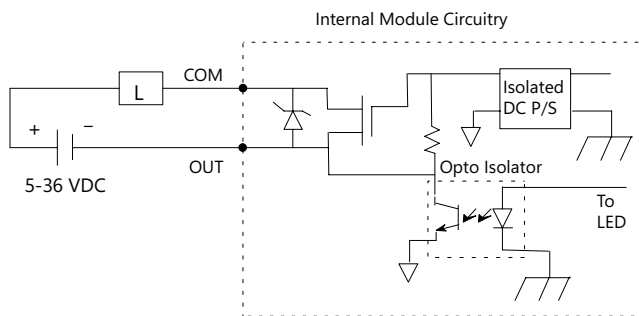 Internal Module Circuitry
COM
L
Isolated
DC P/S
+ −
OUT
Opto Isolator
5-36 VDC
To
LED